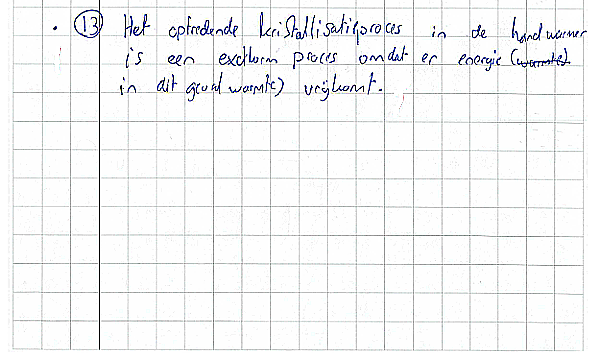 13 Het optredende kristallisatieproces in de handwarmer
is een exotherm proces omdat er energie (warmte)
in dit geval warmte) vrijkomt.